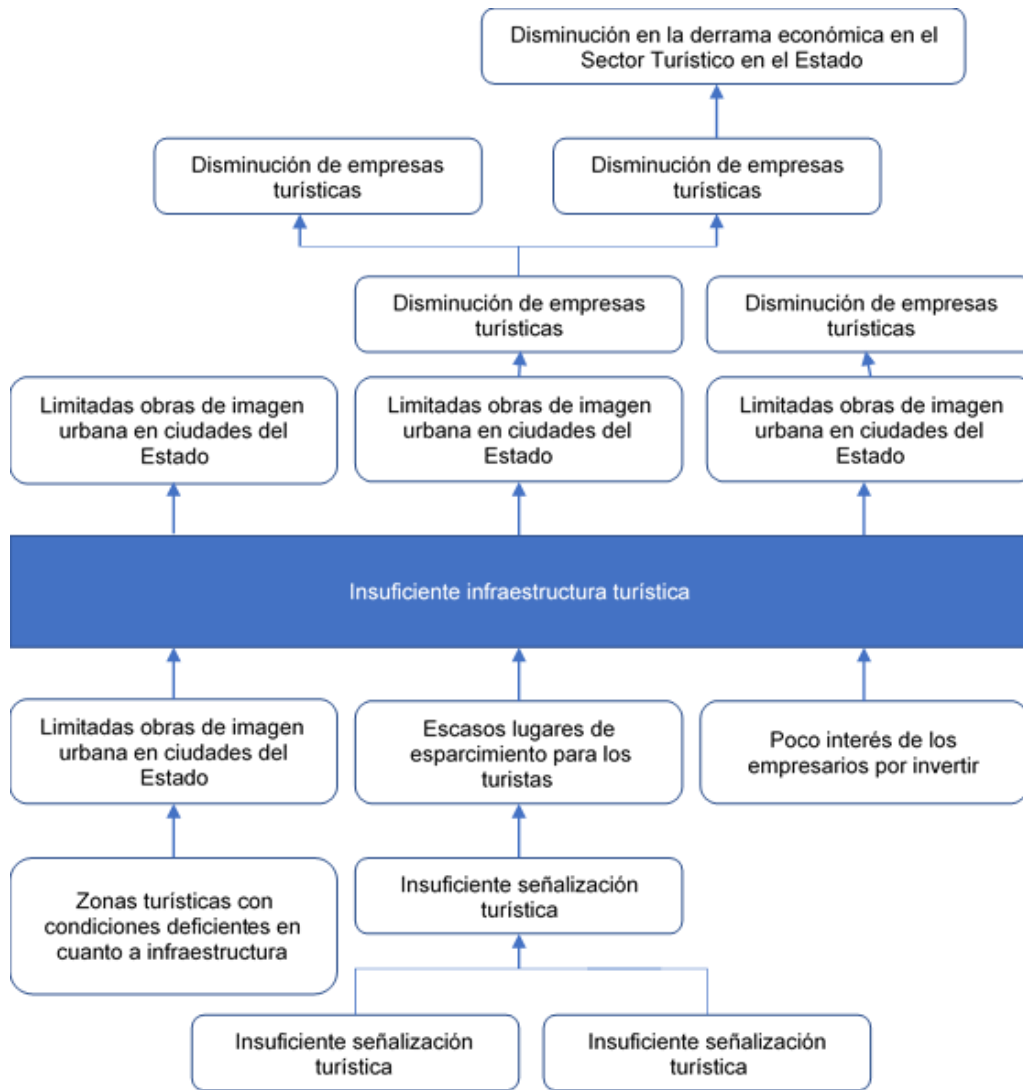 Disminución en la derrama económica en el
Sector Turístico en el Estado
Disminución de empresas
turísticas
Disminución de empresas
turísticas
Disminución de empresas
turísticas
Disminución de empresas
turísticas
Limitadas obras de imagen
urbana en ciudades del
Estado
Limitadas obras de imagen
urbana en ciudades del
Estado
Limitadas obras de imagen
urbana en ciudades del
Estado
Insuficiente infraestructura turística
Limitadas obras de imagen
urbana en ciudades del
Estado
Escasos lugares de
esparcimiento para los
turistas
Poco interés de los
empresarios por invertir
Zonas turísticas con
condiciones deficientes en
cuanto a infraestructura
Insuficiente señalización
turística
Insuficiente señalización
turística
Insuficiente señalización
turística